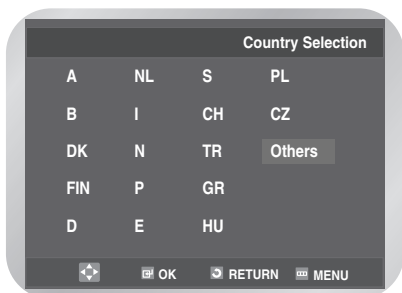 Country Selection
A NL S PL
B I CH CZ
DK N TR Others
FIN P GR
D E HU
OK RETURN MENU